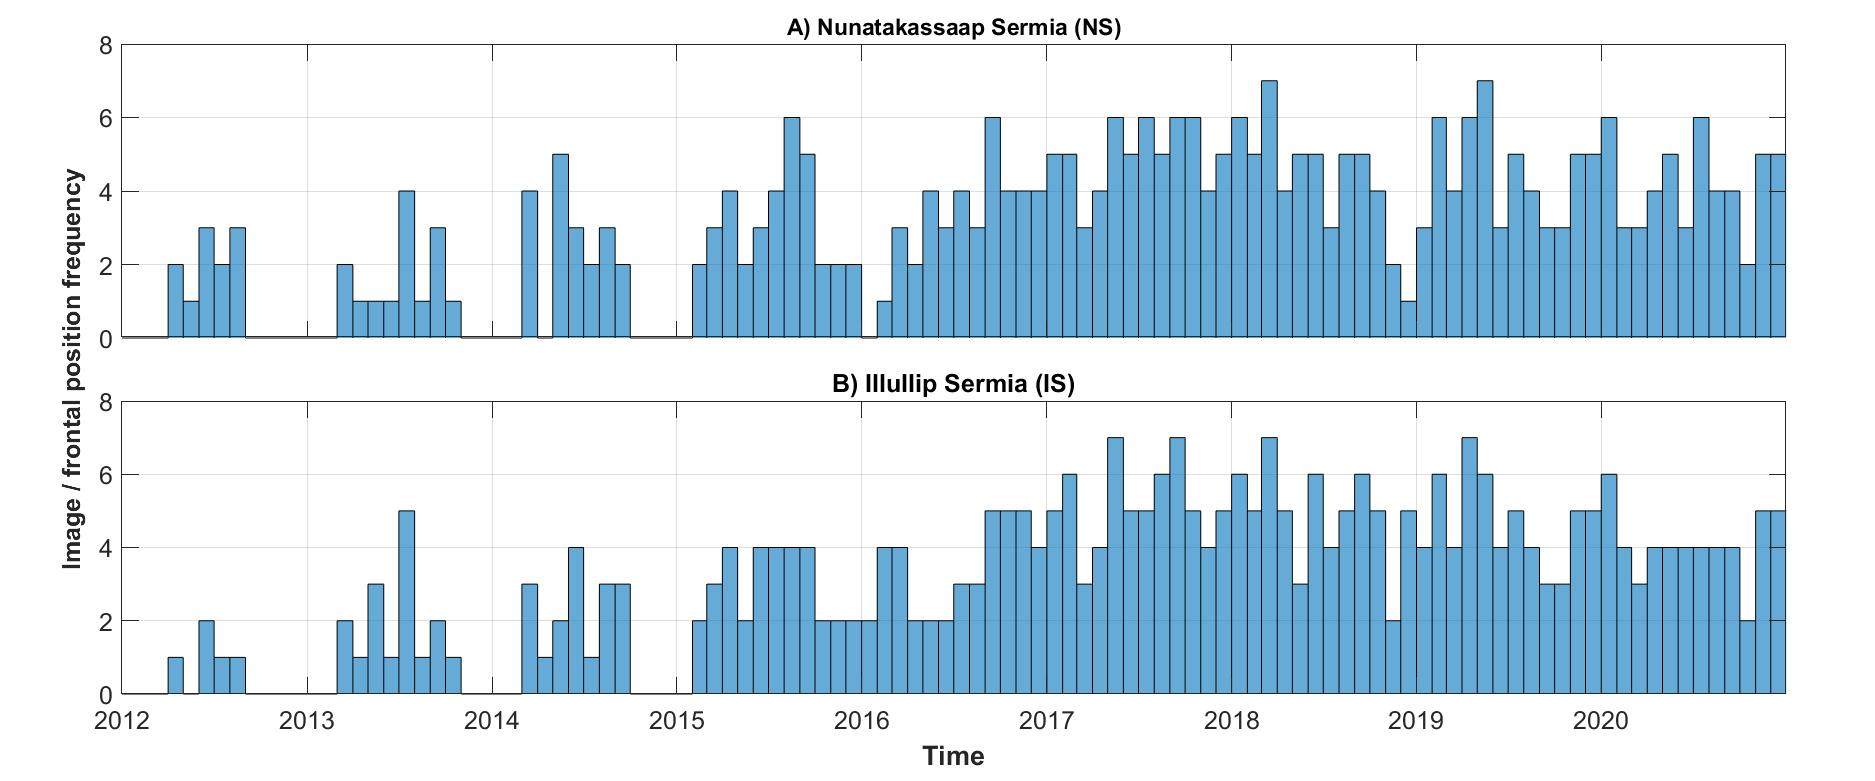 A) Nunatakassaap Sermia (NS)
8
6
4
2
0
Image / frontal position frequency
B) Illullip Sermia (IS)
8
6
4
2
0
2012 2013 2014 2015 2016 2017 2018 2019 2020
Time